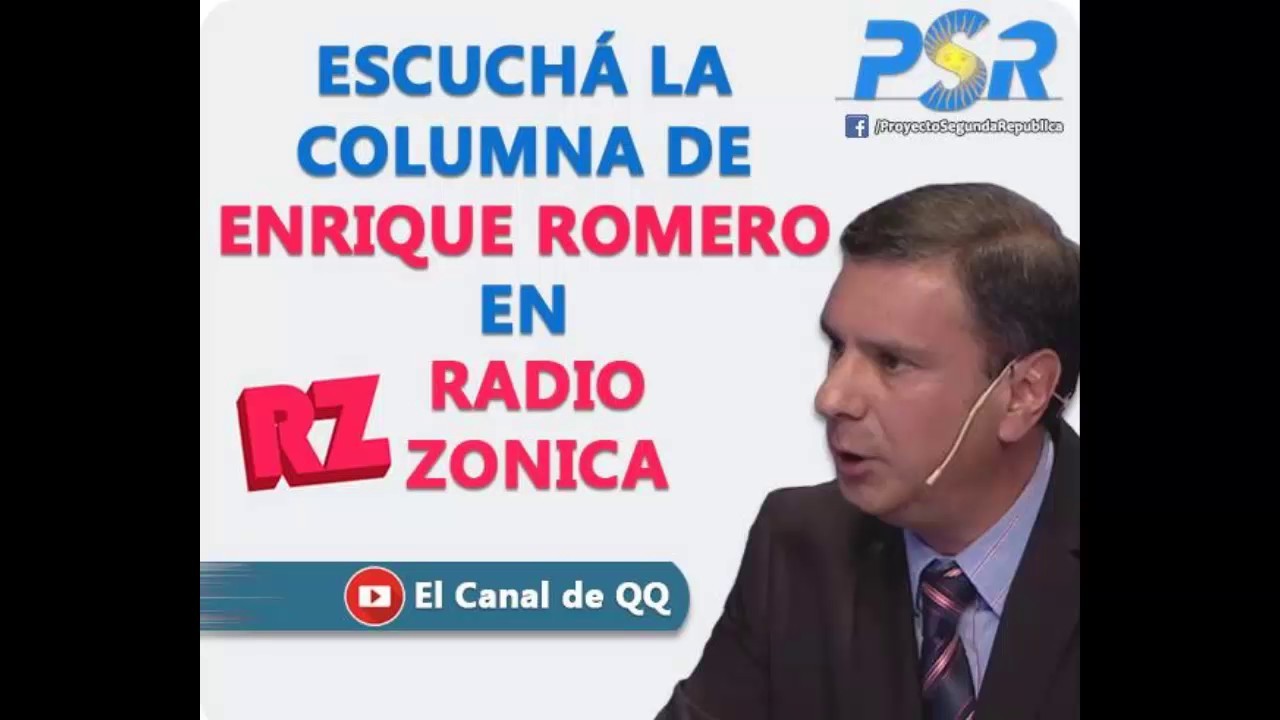 ESCUCHÁ LA
COLUMNA DE
ENRIQUE ROMERO
EN
RADIO
ZONICA
RZ
El Canal de QQ
PSR
/ProyectoSegundaRepublica